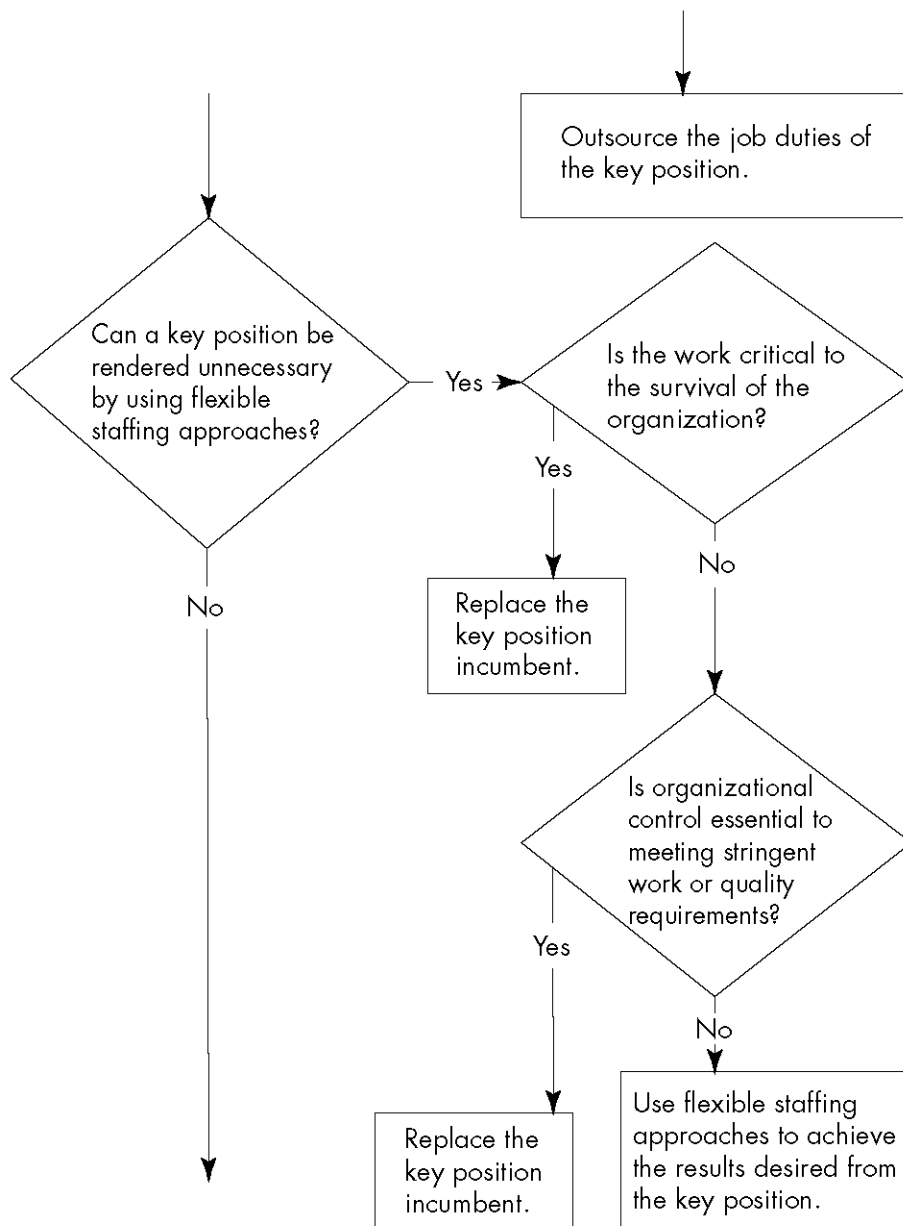 Outsource the job duties of
the key position.
Can a key position be
rendered unnecessary
by using flexible
staffing approaches?
Yes
Is the work critical to
the survival of the
organization?
Yes
No
No
Replace the
key position
incumbent.
Is organizational
control essential to
meeting stringent
work or quality
requirements?
Yes
No
Replace the
key position
incumbent.
Use flexible staffing
approaches to achieve
the results desired from
the key position.